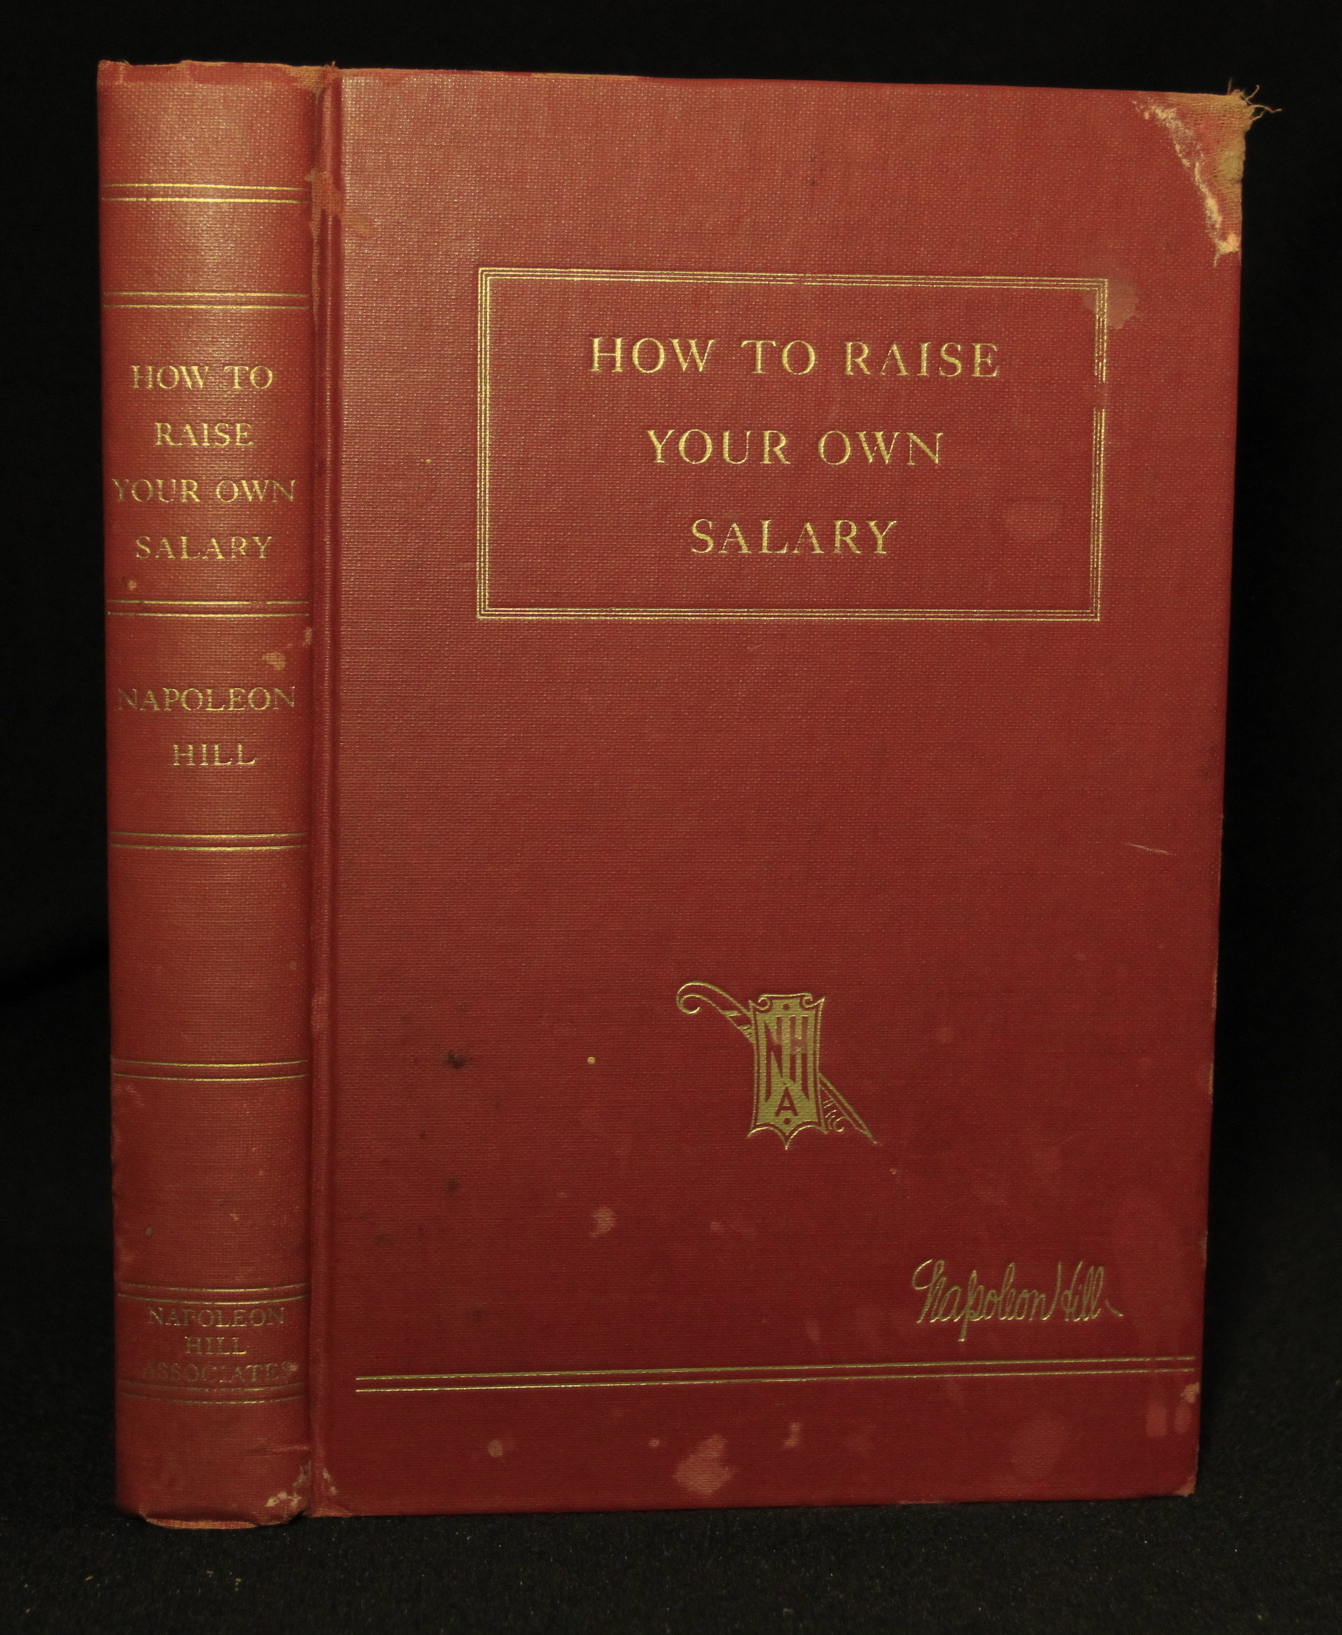 HOW TO
RAISE
YOUR OWN
SALARY
NAPOLEON
HILL
NAPOLEON
HILL
ASSOCIATES
HOW TO RAISE
YOUR OWN
SALARY
NH
A
Napoleon Hill